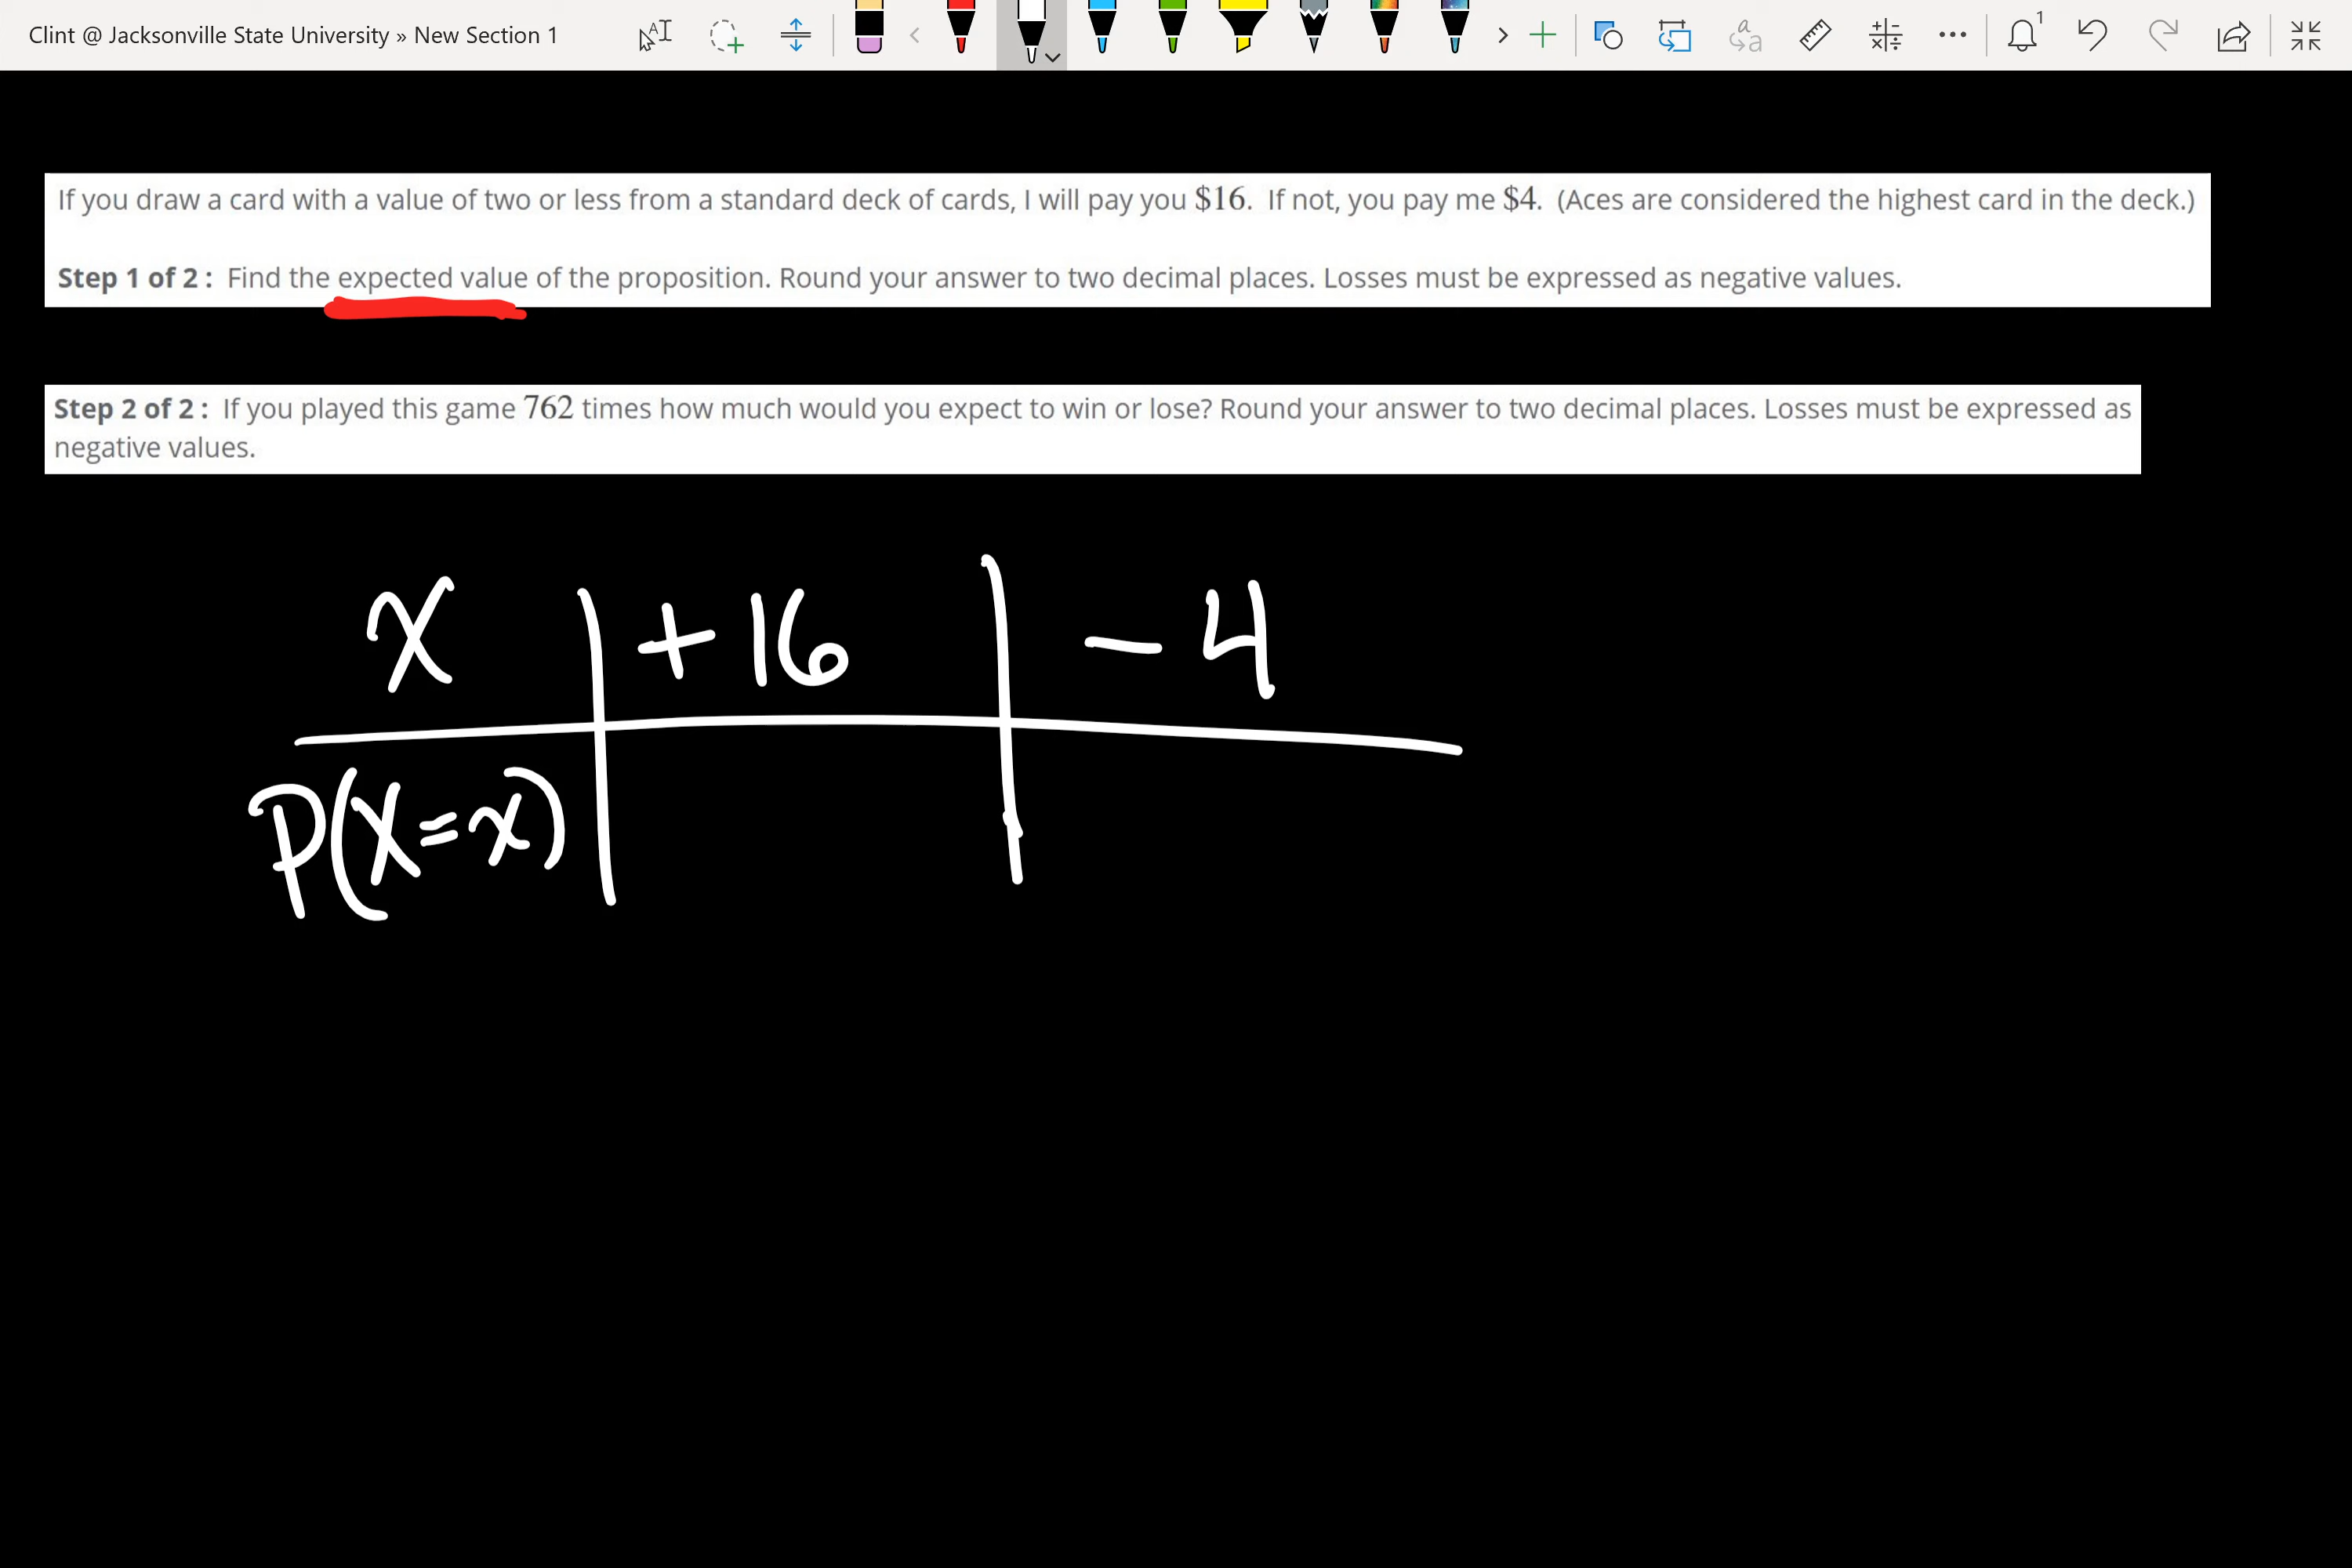 Clint @ Jacksonville State University » New Section 1
1
If you draw a card with a value of two or less from a standard deck of cards, I will pay you $16. If not, you pay me $4. (Aces are considered the highest card in the deck.)
Step 1 of 2 : Find the expected value of the proposition. Round your answer to two decimal places. Losses must be expressed as negative values.
Step 2 of 2 : If you played this game 762 times how much would you expect to win or lose? Round your answer to two decimal places. Losses must be expressed as
negative values.
x +16 -4
P(X=x)